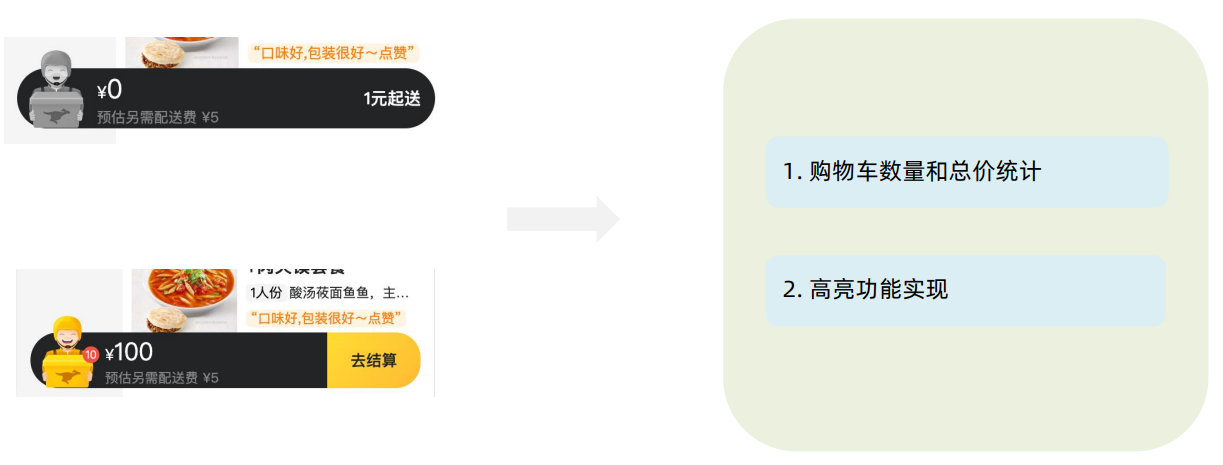 “口味好,包装很好～点赞”
¥0
1元起送
预估另需配送费 ¥5
1人份 酸汤莜面鱼鱼，主...
“口味好,包装很好～点赞”
10
¥100
去结算
预估另需配送费 ¥5
1. 购物车数量和总价统计
2. 高亮功能实现